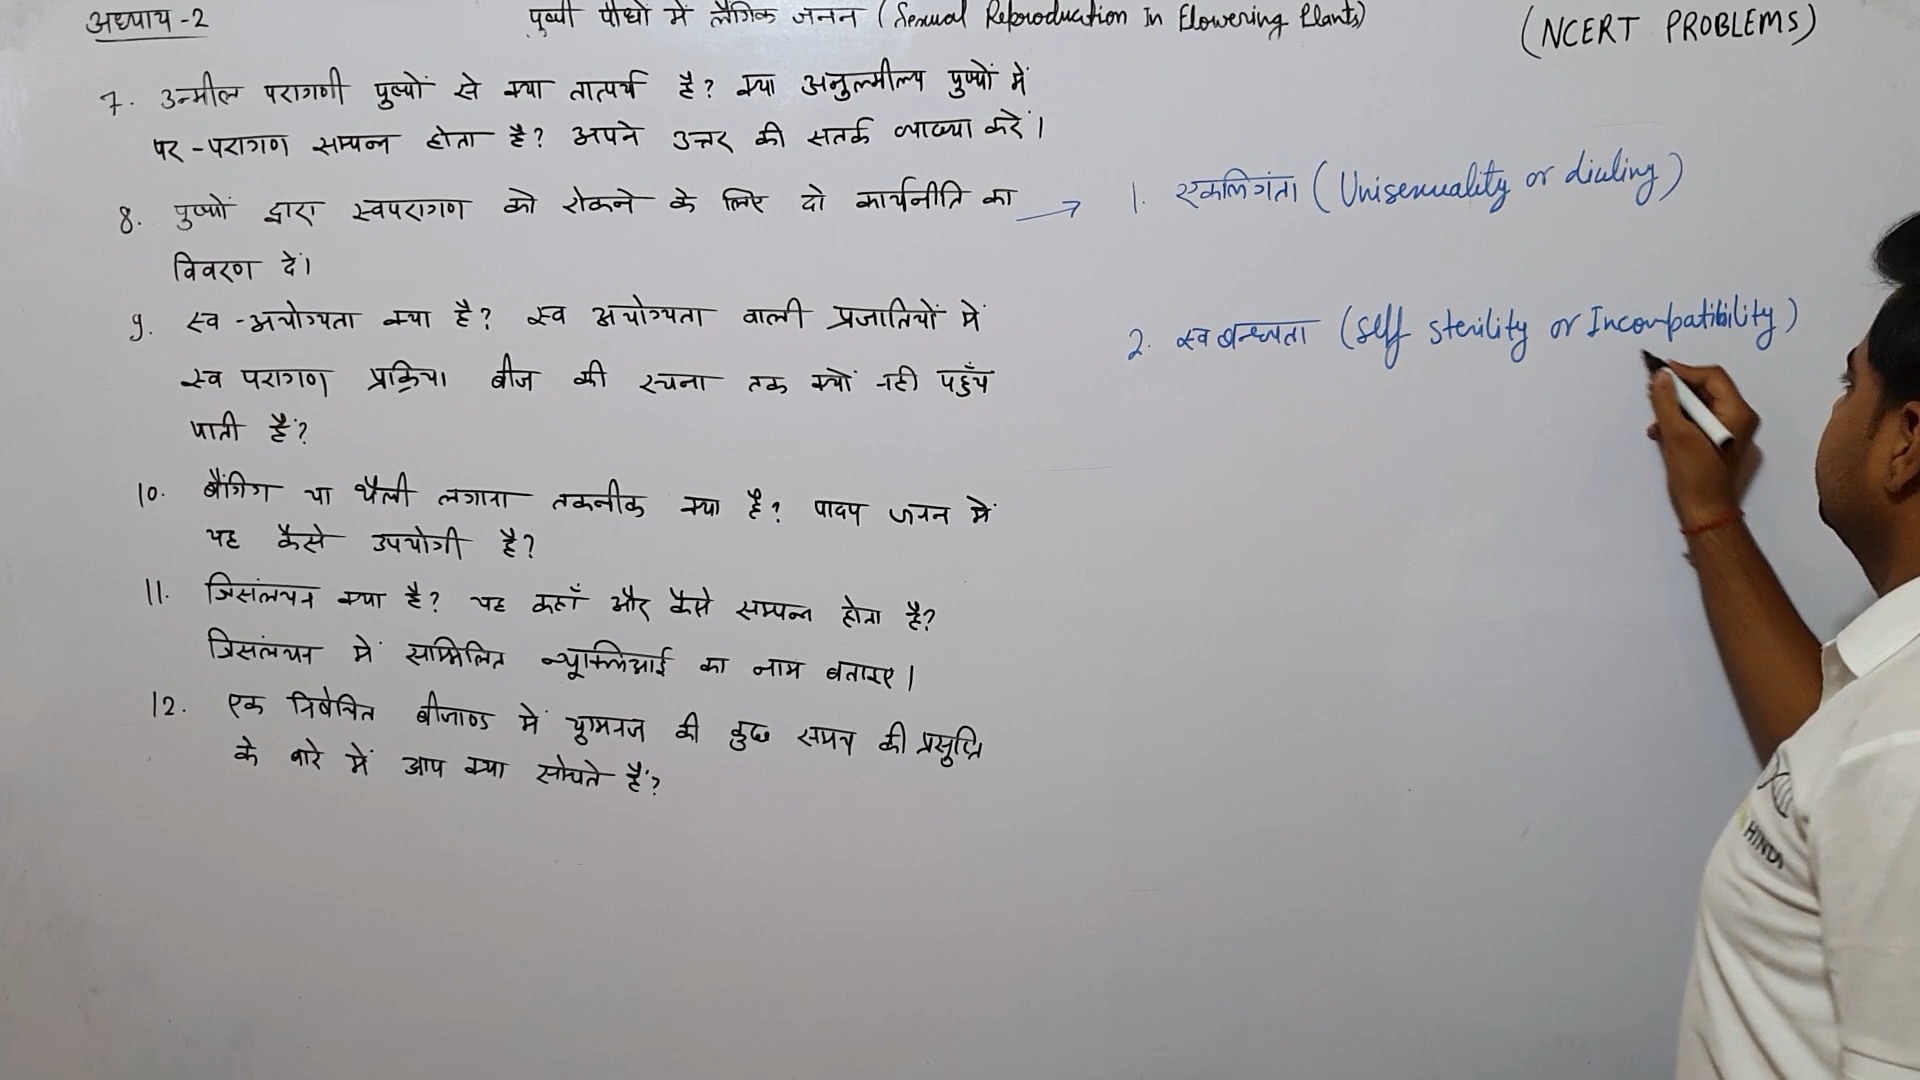 अध्याय -2
पुष्पी पौधों में लैंगिक जनन (Sexual Reproduction In Flowering Plants)
(NCERT PROBLEMS)
7. उन्मील परागणी पुष्पों से क्या तात्पर्य है? क्या अनुन्मील्य पुष्पों में
पर-परागण सम्पन्न होता है? अपने उत्तर की सतर्क व्याख्या करें।
8. पुष्पों द्वारा स्वपरागण को रोकने के लिए दो कार्यनीति का
विवरण दें।
1. एकलिगंता (Unisexuality or dicliny)
2. स्व बन्ध्यता (Self Sterility or Incompatibility)
9. स्व-अयोग्यता क्या है? स्व अयोग्यता वाली प्रजातियों में
स्व परागण प्रक्रिया बीज की रचना तक क्यों नही पहुँच
पाती हैं?
10. बैगिंग या थैली लगाना तकनीक क्या है? पादप जनन में
यह कैसे उपयोगी है?
11. त्रिसंलयन क्या है? यह कहाँ और कैसे सम्पन्न होता है?
त्रिसंलयन में सम्मिलित न्यूक्लिआई का नाम बताएं।
12. एक निषेचित बीजाण्ड में युग्मनज की कुछ समय की प्रसुप्ति
के बारे में आप क्या सोचते हैं?
HINDI